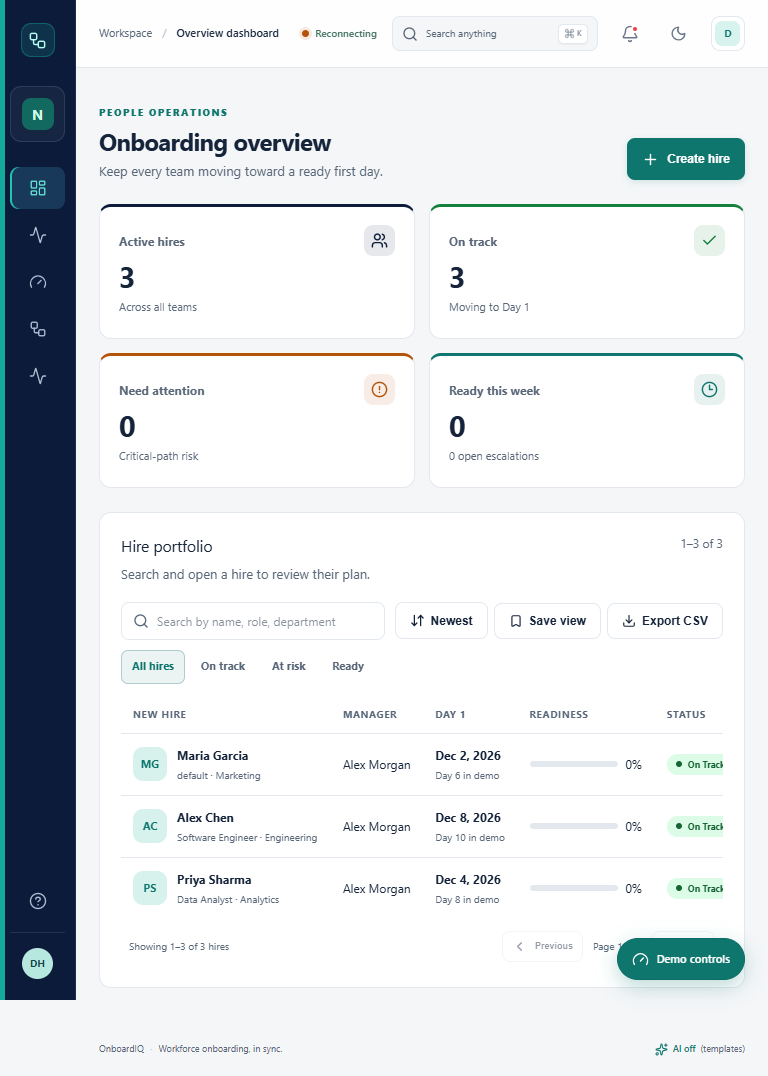 Workspace / Overview dashboard
Reconnecting
Search anything
⌘ K
D
N
PEOPLE OPERATIONS
Onboarding overview
Keep every team moving toward a ready first day.
Create hire
Active hires
3
Across all teams
On track
3
Moving to Day 1
Need attention
0
Critical-path risk
Ready this week
0
0 open escalations
Hire portfolio
1–3 of 3
Search and open a hire to review their plan.
Search by name, role, department
Newest
Save view
Export CSV
All hires
On track
At risk
Ready
NEW HIRE MANAGER DAY 1 READINESS STATUS
MG Maria Garcia Alex Morgan Dec 2, 2026 0% On Track
default · Marketing Day 6 in demo
AC Alex Chen Alex Morgan Dec 8, 2026 0% On Track
Software Engineer · Engineering Day 10 in demo
PS Priya Sharma Alex Morgan Dec 4, 2026 0% On Track
Data Analyst · Analytics Day 8 in demo
Showing 1–3 of 3 hires
Previous
Page 1
Demo controls
DH
OnboardIQ · Workforce onboarding, in sync.
AI off (templates)